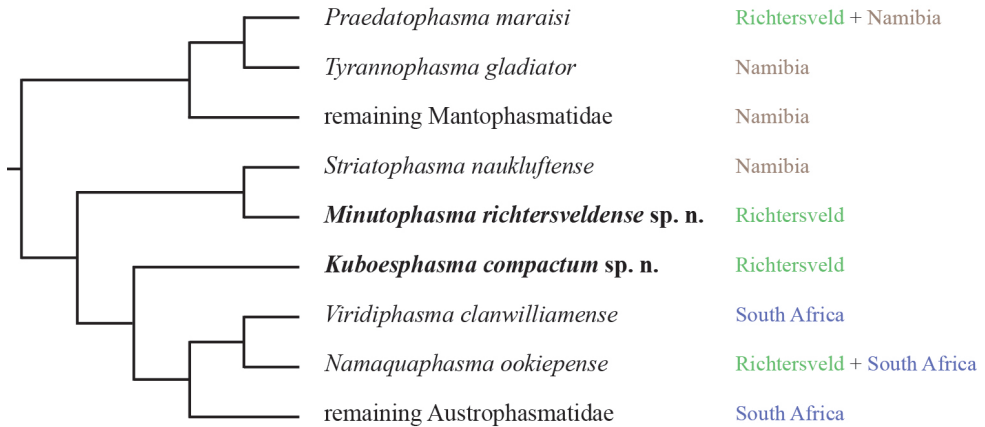 Praedatophasma maraisi Richtersveld + Namibia
Tyrannophasma gladiator Namibia
remaining Mantophasmatidae Namibia
Striatophasma naukluftense Namibia
Minutophasma richtersveldense sp. n. Richtersveld
Kuboesphasma compactum sp. n. Richtersveld
Viridiphasma clanwilliamense South Africa
Namaquaphasma ookiepense Richtersveld + South Africa
remaining Austrophasmatidae South Africa